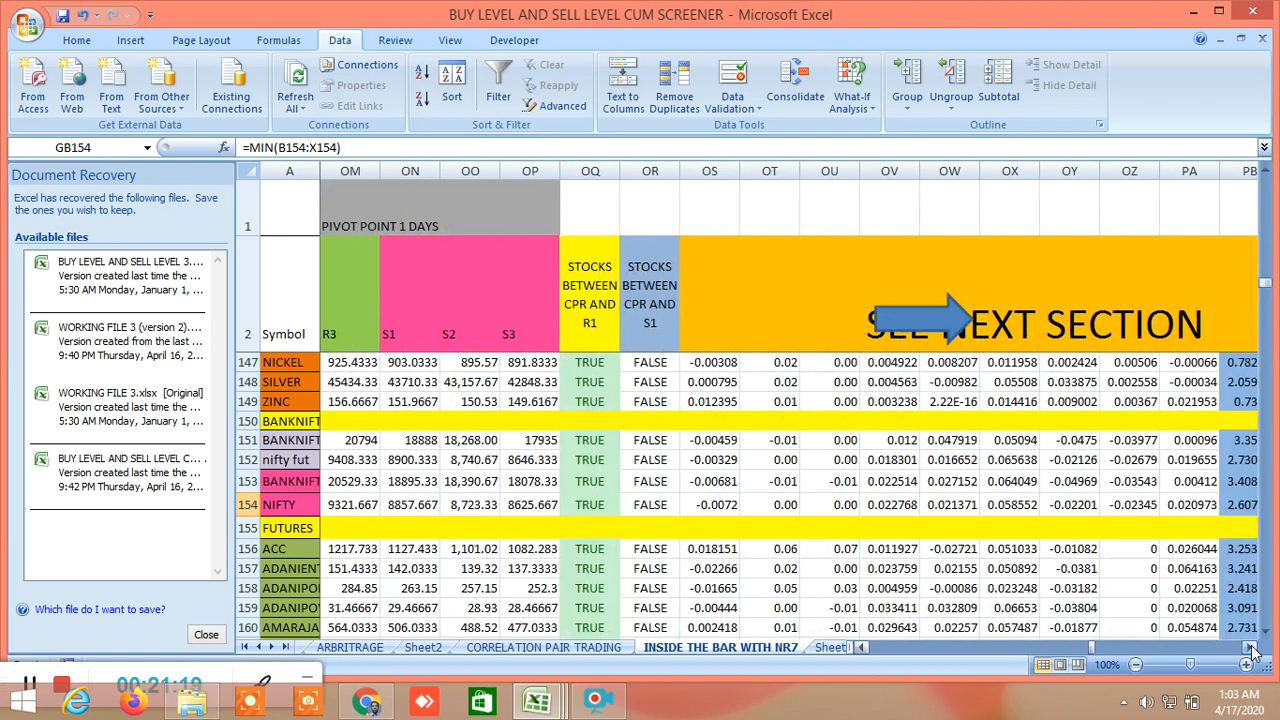 BUY LEVEL AND SELL LEVEL CUM SCREENER - Microsoft Excel
Home Insert Page Layout Formulas Data Review View Developer
From Access From Web From Text From Other Sources Existing Connections Refresh All Connections Properties Edit Links Sort Filter Clear Reapply Advanced Text to Columns Remove Duplicates Data Validation Consolidate What-If Analysis Group Ungroup Subtotal Show Detail Hide Detail
Get External Data Connections Sort & Filter Data Tools Outline
GB154 fx =MIN(B154:X154)
Document Recovery
Excel has recovered the following files. Save the ones you wish to keep.
Available files
BUY LEVEL AND SELL LEVEL 3....
Version created last time the ...
5:30 AM Monday, January 1, ...
WORKING FILE 3 (version 2)....
Version created from the last ...
9:40 PM Thursday, April 16, 2...
WORKING FILE 3.xlsx [Original]
Version created last time the ...
5:30 AM Monday, January 1, ...
BUY LEVEL AND SELL LEVEL C...
Version created last time the ...
9:42 PM Thursday, April 16, 2...
Which file do I want to save?
Close
A OM ON OO OP OQ OR OS OT OU OV OW OX OY OZ PA PB
1 PIVOT POINT 1 DAYS
2 Symbol R3 S1 S2 S3 STOCKS BETWEEN CPR AND R1 STOCKS BETWEEN CPR AND S1 NEXT SECTION
147 NICKEL 925.4333 903.0333 895.57 891.8333 TRUE FALSE -0.00308 0.02 0.00 0.004922 0.008207 0.011958 0.002424 0.00506 -0.00066 0.782
148 SILVER 45434.33 43710.33 43,157.67 42848.33 TRUE FALSE 0.000795 0.02 0.00 0.004563 -0.00982 0.05508 0.033875 0.002558 -0.00034 2.059
149 ZINC 156.6667 151.9667 150.53 149.6167 TRUE FALSE 0.012395 0.01 0.00 0.003238 2.22E-16 0.014416 0.009002 0.00367 0.021953 0.73
150 BANKNIFT
151 BANKNIFT 20794 18888 18,268.00 17935 TRUE FALSE -0.00459 -0.01 0.00 0.012 0.047919 0.05094 -0.0475 -0.03977 0.00096 3.35
152 nifty fut 9408.333 8900.333 8,740.67 8646.333 TRUE FALSE -0.00329 -0.01 0.00 0.018301 0.016652 0.065638 -0.02126 -0.02679 0.019655 2.730
153 BANKNIFT 20529.33 18895.33 18,390.67 18078.33 TRUE FALSE -0.00681 -0.01 0.00 0.022514 0.027152 0.064049 -0.04969 -0.03543 0.00412 3.408
154 NIFTY 9321.667 8857.667 8,723.33 8625.667 TRUE FALSE -0.0072 -0.01 0.00 0.022768 0.021371 0.058552 -0.0205 -0.02345 0.020973 2.607
155 FUTURES
156 ACC 1217.733 1127.433 1,101.02 1082.283 TRUE FALSE 0.018151 0.06 0.07 0.011927 -0.02721 0.051033 -0.01082 0 0.026044 3.253
157 ADANIENT 151.4333 142.0333 139.32 137.3333 TRUE FALSE -0.02266 0.02 0.00 0.023759 0.02155 0.050892 -0.0381 0 0.064163 3.241
158 ADANIPO 284.85 263.15 257.15 252.3 TRUE FALSE -0.01665 0.05 0.03 0.004959 -0.00086 0.023248 -0.03182 0 0.034375 2.418
159 ADANIPO 31.46667 29.46667 28.93 28.46667 TRUE FALSE -0.00444 0.00 -0.01 0.033411 0.032809 0.06653 -0.03804 0 0.020068 3.091
160 AMARAJA 564.0333 506.0333 488.52 477.0333 TRUE FALSE 0.002418 0.01 -0.01 0.029643 0.02257 0.057487 -0.01877 0 0.054874 2.731
ARBITRAGE Sheet2 CORRELATION PAIR TRADING INSIDE THE BAR WITH NR7 Sheet
100%
00:21:19
1:03 AM
4/17/2020